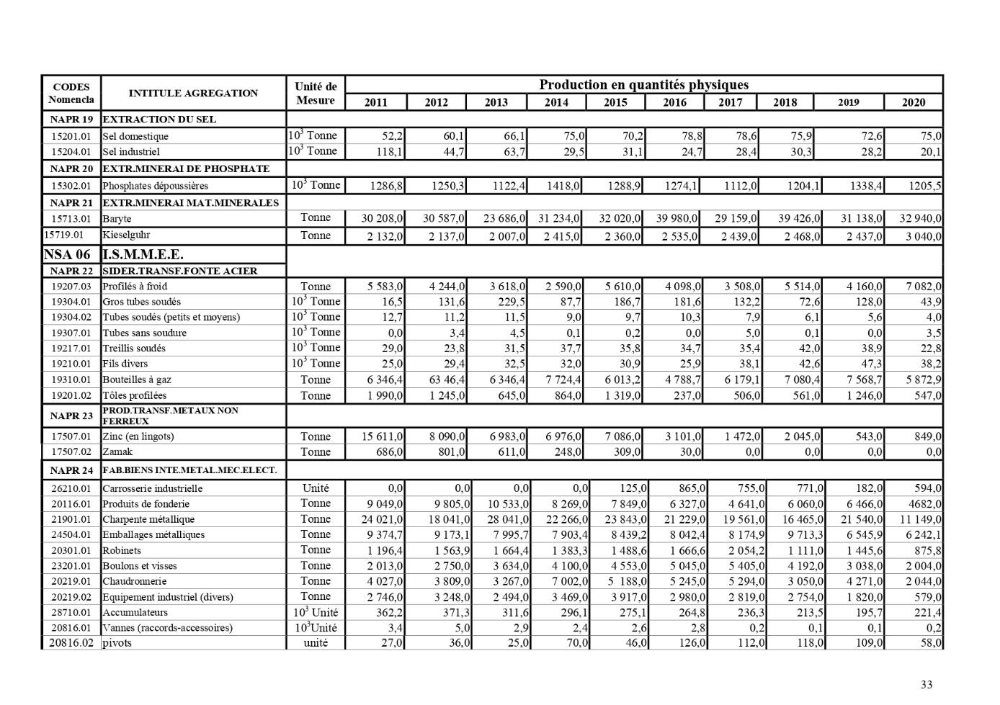 CODES Nomencla INTITULE AGREGATION Unité de Mesure Production en quantités physiques
2011 2012 2013 2014 2015 2016 2017 2018 2019 2020
NAPR 19 EXTRACTION DU SEL
15201.01 Sel domestique 10³ Tonne 52,2 60,1 66,1 75,0 70,2 78,8 78,6 75,9 72,6 75,0
15204.01 Sel industriel 10³ Tonne 118,1 44,7 63,7 29,5 31,1 24,7 28,4 30,3 28,2 20,1
NAPR 20 EXTR.MINERAI DE PHOSPHATE
15302.01 Phosphates dépoussières 10³ Tonne 1286,8 1250,3 1122,4 1418,0 1288,9 1274,1 1112,0 1204,1 1338,4 1205,5
NAPR 21 EXTR.MINERAI MAT.MINERALES
15713.01 Baryte Tonne 30 208,0 30 587,0 23 686,0 31 234,0 32 020,0 39 980,0 29 159,0 39 426,0 31 138,0 32 940,0
15719.01 Kieselguhr Tonne 2 132,0 2 137,0 2 007,0 2 415,0 2 360,0 2 535,0 2 439,0 2 468,0 2 437,0 3 040,0
NSA 06 I.S.M.M.E.E.
NAPR 22 SIDER.TRANSF.FONTE ACIER
19207.03 Profilés à froid Tonne 5 583,0 4 244,0 3 618,0 2 590,0 5 610,0 4 098,0 3 508,0 5 514,0 4 160,0 7 082,0
19304.01 Gros tubes soudés 10³ Tonne 16,5 131,6 229,5 87,7 186,7 181,6 132,2 72,6 128,0 43,9
19304.02 Tubes soudés (petits et moyens) 10³ Tonne 12,7 11,2 11,5 9,0 9,7 10,3 7,9 6,1 5,6 4,0
19307.01 Tubes sans soudure 10³ Tonne 0,0 3,4 4,5 0,1 0,2 0,0 5,0 0,1 0,0 3,5
19217.01 Treillis soudés 10³ Tonne 29,0 23,8 31,5 37,7 35,8 34,7 35,4 42,0 38,9 22,8
19210.01 Fils divers 10³ Tonne 25,0 29,4 32,5 32,0 30,9 25,9 38,1 42,6 47,3 38,2
19310.01 Bouteilles à gaz Tonne 6 346,4 63 46,4 6 346,4 7 724,4 6 013,2 4 788,7 6 179,1 7 080,4 7 568,7 5 872,9
19201.02 Tôles profilées Tonne 1 990,0 1 245,0 645,0 864,0 1 319,0 237,0 506,0 561,0 1 246,0 547,0
NAPR 23 PROD.TRANSF.METAUX NON
FERREUX
17507.01 Zinc (en lingots) Tonne 15 611,0 8 090,0 6 983,0 6 976,0 7 086,0 3 101,0 1 472,0 2 045,0 543,0 849,0
17507.02 Zamak Tonne 686,0 801,0 611,0 248,0 309,0 30,0 0,0 0,0 0,0 0,0
NAPR 24 FAB.BIENS INTE.METAL.MEC.ELECT.
26210.01 Carrosserie industrielle Unité 0,0 0,0 0,0 0,0 125,0 865,0 755,0 771,0 182,0 594,0
20116.01 Produits de fonderie Tonne 9 049,0 9 805,0 10 533,0 8 269,0 7 849,0 6 327,0 4 641,0 6 060,0 6 466,0 4682,0
21901.01 Charpente métallique Tonne 24 021,0 18 041,0 28 041,0 22 266,0 23 843,0 21 229,0 19 561,0 16 465,0 21 540,0 11 149,0
24504.01 Emballages métalliques Tonne 9 374,7 9 173,1 7 995,7 7 903,4 8 439,2 8 042,4 8 174,9 9 713,3 6 545,9 6 242,1
20301.01 Robinets Tonne 1 196,4 1 563,9 1 664,4 1 383,3 1 488,6 1 666,6 2 054,2 1 111,0 1 445,6 875,8
23201.01 Boulons et visses Tonne 2 013,0 2 750,0 3 634,0 4 100,0 4 553,0 5 045,0 5 405,0 4 192,0 3 038,0 2 004,0
20219.01 Chaudronnerie Tonne 4 027,0 3 809,0 3 267,0 7 002,0 5 188,0 5 245,0 5 294,0 3 050,0 4 271,0 2 044,0
20219.02 Equipement industriel (divers) Tonne 2 746,0 3 248,0 2 494,0 3 469,0 3 917,0 2 980,0 2 819,0 2 754,0 1 820,0 579,0
28710.01 Accumulateurs 10³ Unité 362,2 371,3 311,6 296,1 275,1 264,8 236,3 213,5 195,7 221,4
20816.01 Vannes (raccords-accessoires) 10³Unité 3,4 5,0 2,9 2,4 2,6 2,8 0,2 0,1 0,1 0,2
20816.02 pivots unité 27,0 36,0 25,0 70,0 46,0 126,0 112,0 118,0 109,0 58,0
33